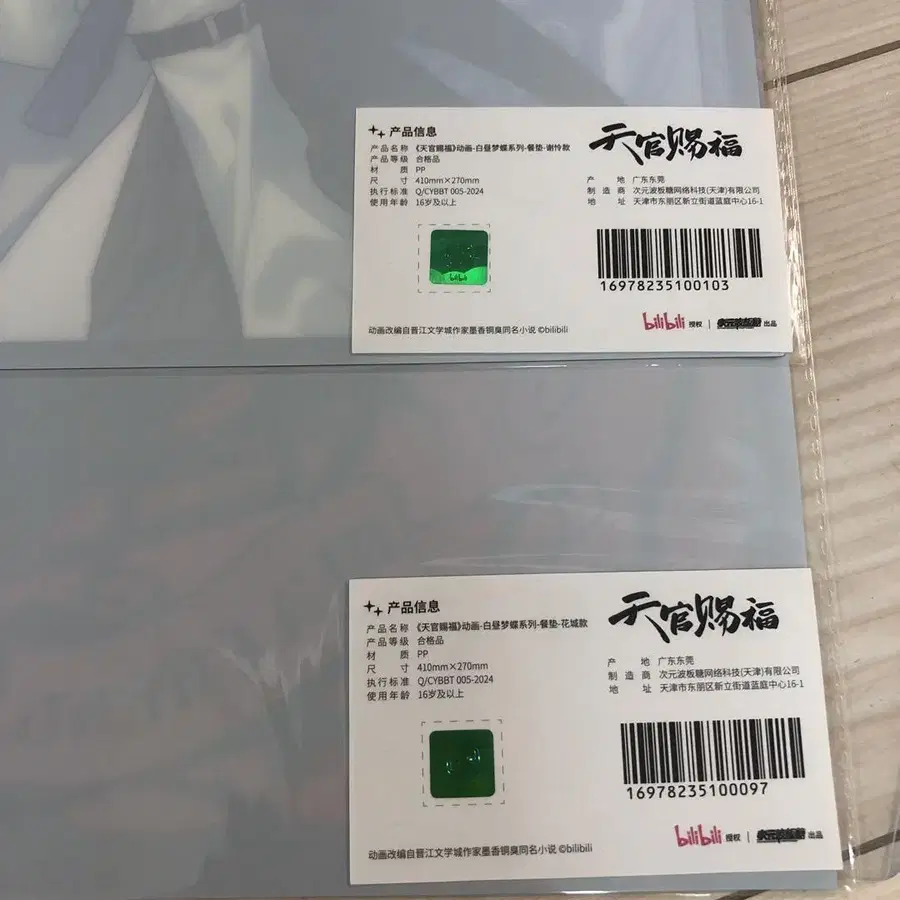 产品信息
天官赐福
产品名称 《天官赐福》动画-白昼梦蝶系列-餐垫-谢怜款
产品等级 合格品
材 质 PP
尺 寸 410mm×270mm
执行标准 Q/CYBBT 005-2024
使用年龄 16岁及以上
产 地 广东东莞
制 造 商 次元波板糖网络科技(天津)有限公司
地 址 天津市东丽区新立街道蓝庭中心16-1
bilibili
16978235100103
bilibili 授权 | 次元波板糖 出品
动画改编自晋江文学城作家墨香铜臭同名小说 ©bilibili
产品信息
天官赐福
产品名称 《天官赐福》动画-白昼梦蝶系列-餐垫-花城款
产品等级 合格品
材 质 PP
尺 寸 410mm×270mm
执行标准 Q/CYBBT 005-2024
使用年龄 16岁及以上
产 地 广东东莞
制 造 商 次元波板糖网络科技(天津)有限公司
地 址 天津市东丽区新立街道蓝庭中心16-1
16978235100097
bilibili 授权 | 次元波板糖 出品
动画改编自晋江文学城作家墨香铜臭同名小说 ©bilibili